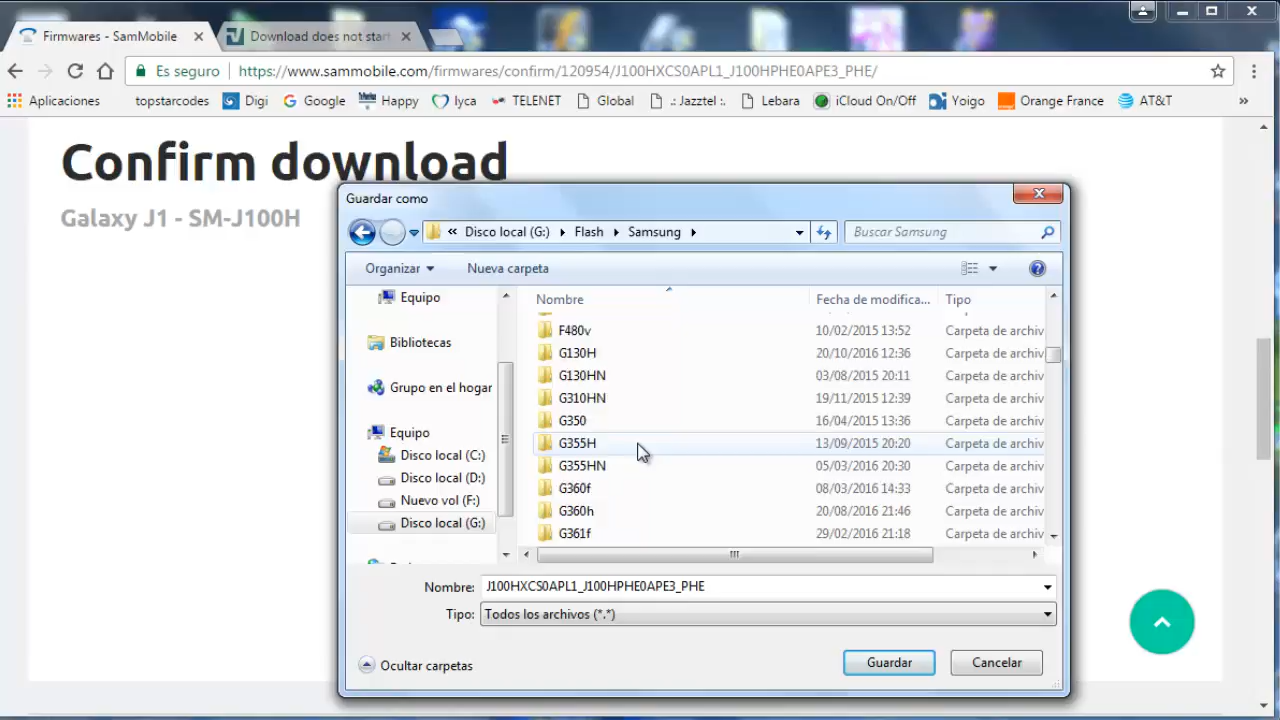 Firmwares - SamMobile
Download does not star
Es seguro
https://www.sammobile.com/firmwares/confirm/120954/J100HXCS0APL1_J100HPHE0APE3_PHE/
Aplicaciones topstarcodes Digi Google Happy lyca TELENET Global .: Jazztel .: Lebara iCloud On/Off Yoigo Orange France AT&T »
Confirm download
Galaxy J1 - SM-J100H
Guardar como
« Disco local (G:) Flash Samsung
Buscar Samsung
Organizar Nueva carpeta
Equipo
Bibliotecas
Grupo en el hogar
Equipo
Disco local (C:)
Disco local (D:)
Nuevo vol (F:)
Disco local (G:)
Nombre Fecha de modifica... Tipo
F480v 10/02/2015 13:52 Carpeta de archiv
G130H 20/10/2016 12:36 Carpeta de archiv
G130HN 03/08/2015 20:11 Carpeta de archiv
G310HN 19/11/2015 12:39 Carpeta de archiv
G350 16/04/2015 13:36 Carpeta de archiv
G355H 13/09/2015 20:20 Carpeta de archiv
G355HN 05/03/2016 20:30 Carpeta de archiv
G360f 08/03/2016 14:33 Carpeta de archiv
G360h 20/08/2016 21:46 Carpeta de archiv
G361f 29/02/2016 21:18 Carpeta de archiv
Nombre: J100HXCS0APL1_J100HPHE0APE3_PHE
Tipo: Todos los archivos (*.*)
Ocultar carpetas
Guardar
Cancelar